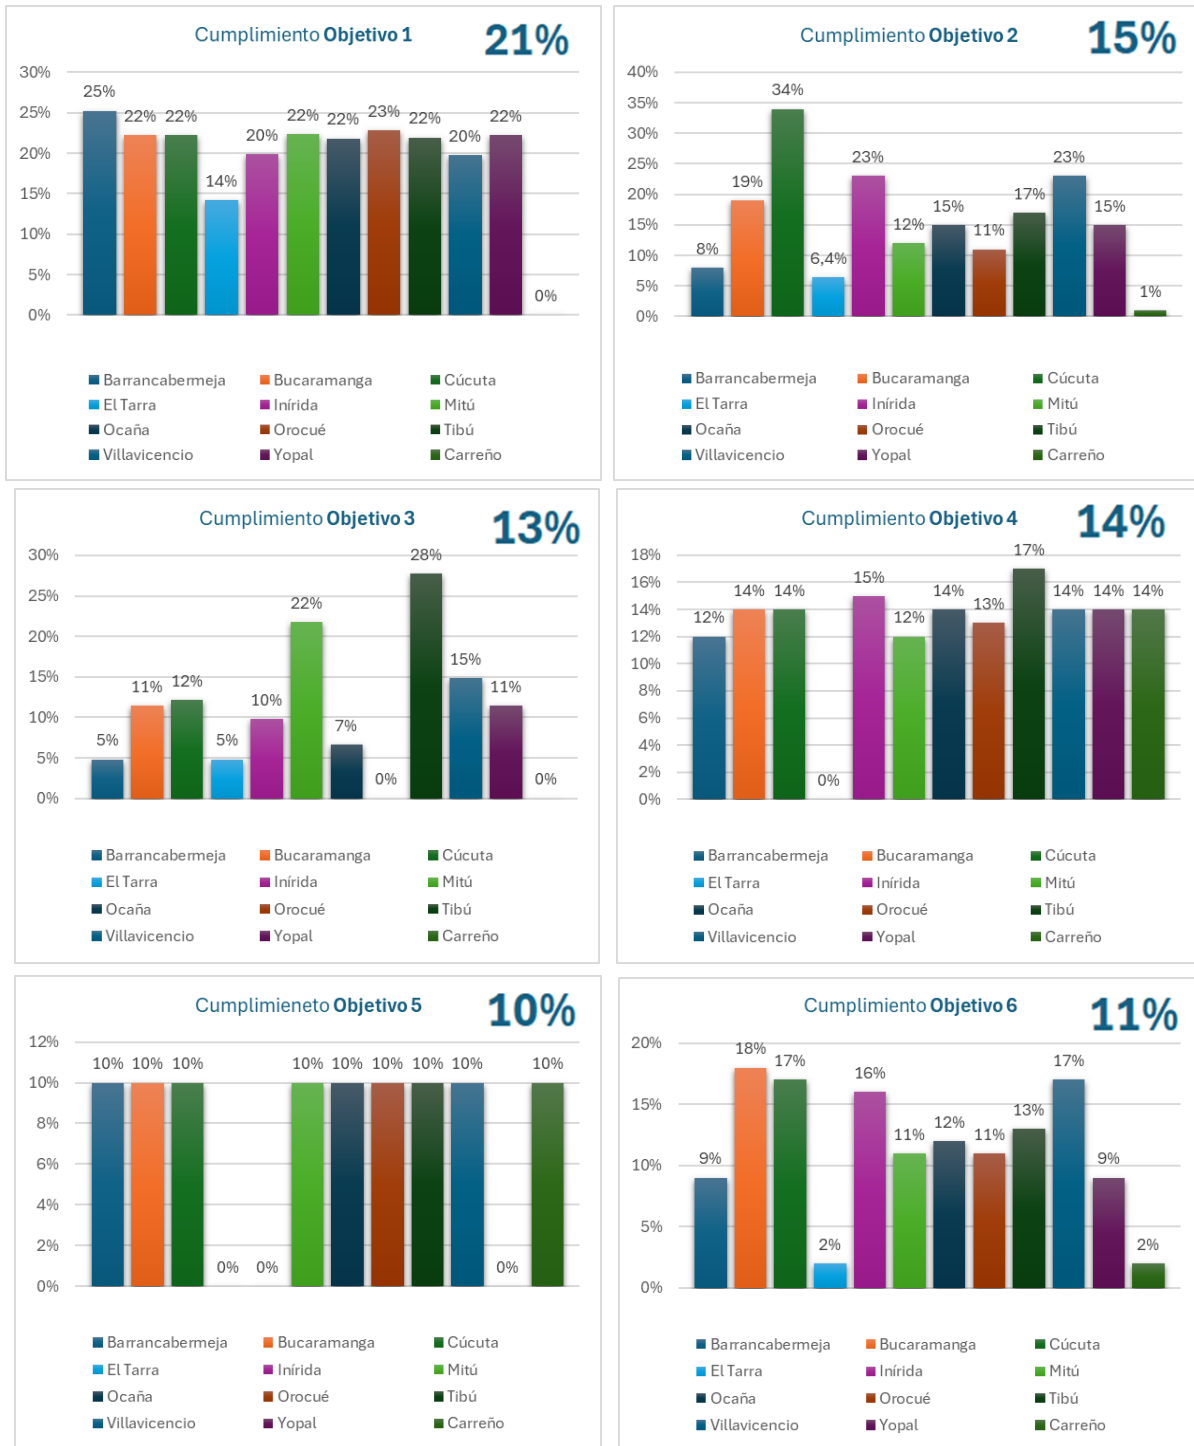 Cumplimiento Objetivo 1 21%
30%
25%
20%
15%
10%
5%
0%
25% 22% 22% 14% 20% 22% 22% 23% 22% 20% 22% 0%
Barrancabermeja Bucaramanga Cúcuta
El Tarra Inírida Mitú
Ocaña Orocué Tibú
Villavicencio Yopal Carreño
Cumplimiento Objetivo 2 15%
40%
35%
30%
25%
20%
15%
10%
5%
0%
8% 19% 34% 6,4% 23% 12% 15% 11% 17% 23% 15% 1%
Barrancabermeja Bucaramanga Cúcuta
El Tarra Inírida Mitú
Ocaña Orocué Tibú
Villavicencio Yopal Carreño
Cumplimiento Objetivo 3 13%
30%
25%
20%
15%
10%
5%
0%
5% 11% 12% 5% 10% 22% 7% 0% 28% 15% 11% 0%
Barrancabermeja Bucaramanga Cúcuta
El Tarra Inírida Mitú
Ocaña Orocué Tibú
Villavicencio Yopal Carreño
Cumplimiento Objetivo 4 14%
18%
16%
14%
12%
10%
8%
6%
4%
2%
0%
12% 14% 14% 0% 15% 12% 14% 13% 17% 14% 14% 14%
Barrancabermeja Bucaramanga Cúcuta
El Tarra Inírida Mitú
Ocaña Orocué Tibú
Villavicencio Yopal Carreño
Cumplimieneto Objetivo 5 10%
12%
10%
8%
6%
4%
2%
0%
10% 10% 10% 0% 0% 10% 10% 10% 10% 10% 0% 10%
Barrancabermeja Bucaramanga Cúcuta
El Tarra Inírida Mitú
Ocaña Orocué Tibú
Villavicencio Yopal Carreño
Cumplimiento Objetivo 6 11%
20%
15%
10%
5%
0%
9% 18% 17% 2% 16% 11% 12% 11% 13% 17% 9% 2%
Barrancabermeja Bucaramanga Cúcuta
El Tarra Inírida Mitú
Ocaña Orocué Tibú
Villavicencio Yopal Carreño